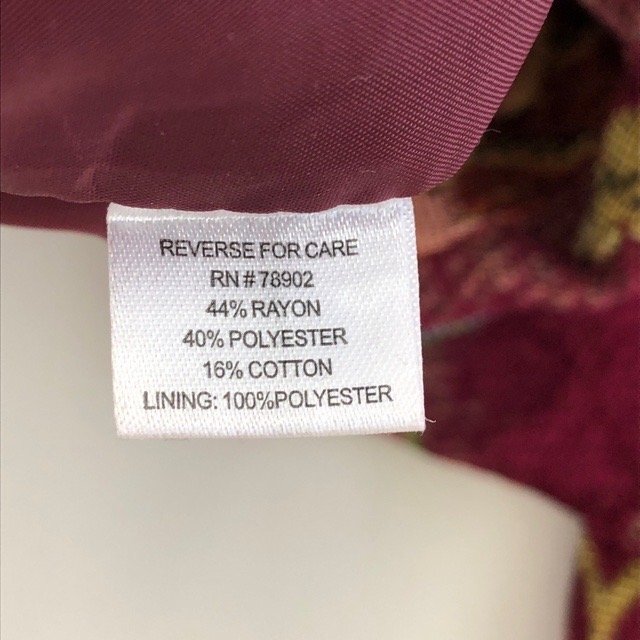 REVERSE FOR CARE
RN#78902
44% RAYON
40% POLYESTER
16% COTTON
LINING: 100%POLYESTER